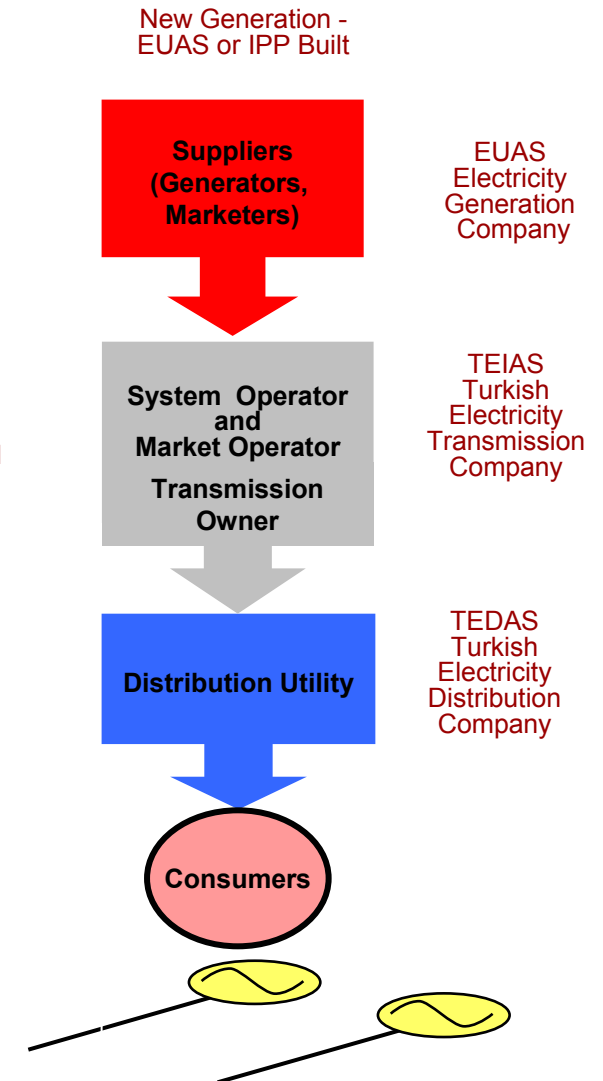 New Generation -
EUAS or IPP Built
Suppliers
(Generators,
Marketers)
EUAS
Electricity
Generation
Company
System Operator
and
Market Operator
Transmission
Owner
TEIAS
Turkish
Electricity
Transmission
Company
Distribution Utility
TEDAS
Turkish
Electricity
Distribution
Company
Consumers